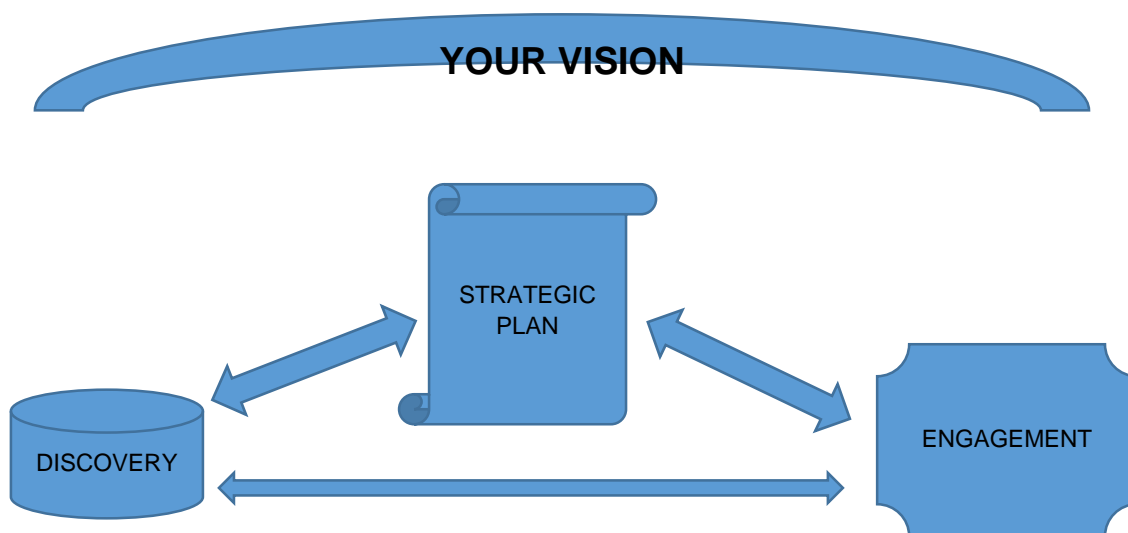 YOUR VISION
STRATEGIC
PLAN
DISCOVERY
ENGAGEMENT